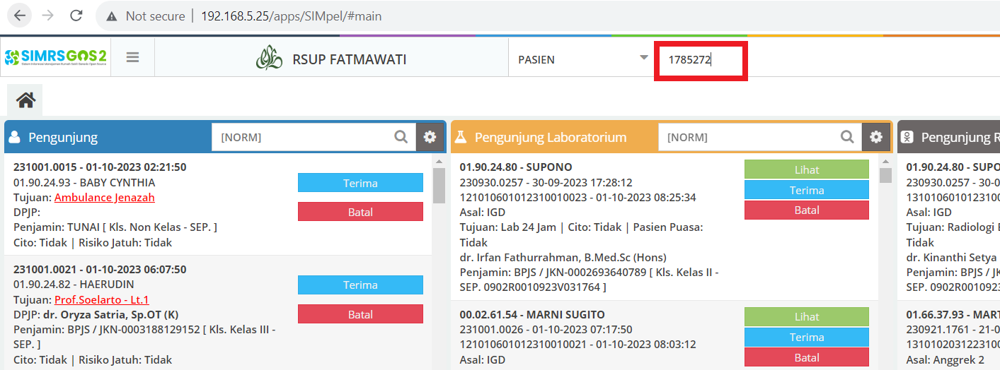 Not secure | 192.168.5.25/apps/SIMpel/#main
SIMRSGOS2
RSUP FATMAWATI
PASIEN
1785272
Pengunjung
[NORM]
231001.0015 - 01-10-2023 02:21:50
01.90.24.93 - BABY CYNTHIA
Tujuan: Ambulance Jenazah
DPJP:
Penjamin: TUNAI [ Kls. Non Kelas - SEP. ]
Cito: Tidak | Risiko Jatuh: Tidak
Terima
Batal
231001.0021 - 01-10-2023 06:07:50
01.90.24.82 - HAERUDIN
Tujuan: Prof.Soelarto - Lt.1
DPJP: dr. Oryza Satria, Sp.OT (K)
Penjamin: BPJS / JKN-0003188129152 [ Kls. Kelas III -
SEP. ]
Cito: Tidak | Risiko Jatuh: Tidak
Terima
Batal
Pengunjung Laboratorium
[NORM]
01.90.24.80 - SUPONO
230930.0257 - 30-09-2023 17:28:12
121010601012310010023 - 01-10-2023 08:25:34
Asal: IGD
Tujuan: Lab 24 Jam | Cito: Tidak | Pasien Puasa:
Tidak
dr. Irfan Fathurrahman, B.Med.Sc (Hons)
Penjamin: BPJS / JKN-0002693640789 [ Kls. Kelas II -
SEP. 0902R0010923V031764 ]
Lihat
Terima
Batal
00.02.61.54 - MARNI SUGITO
231001.0026 - 01-10-2023 07:17:50
121010601012310010021 - 01-10-2023 08:03:12
Asal: IGD
Lihat
Terima
Batal
Pengunjung R
01.90.24.80 - SUPO
230930.0257 - 30-0
13101060101231001
Asal: IGD
Tujuan: Radiologi
Tidak
dr. Kinanthi Setya
Penjamin: BPJS /
SEP. 0902R0010923
01.66.37.93 - MART
230921.1761 - 21-0
13101020312231001
Asal: Anggrek 2